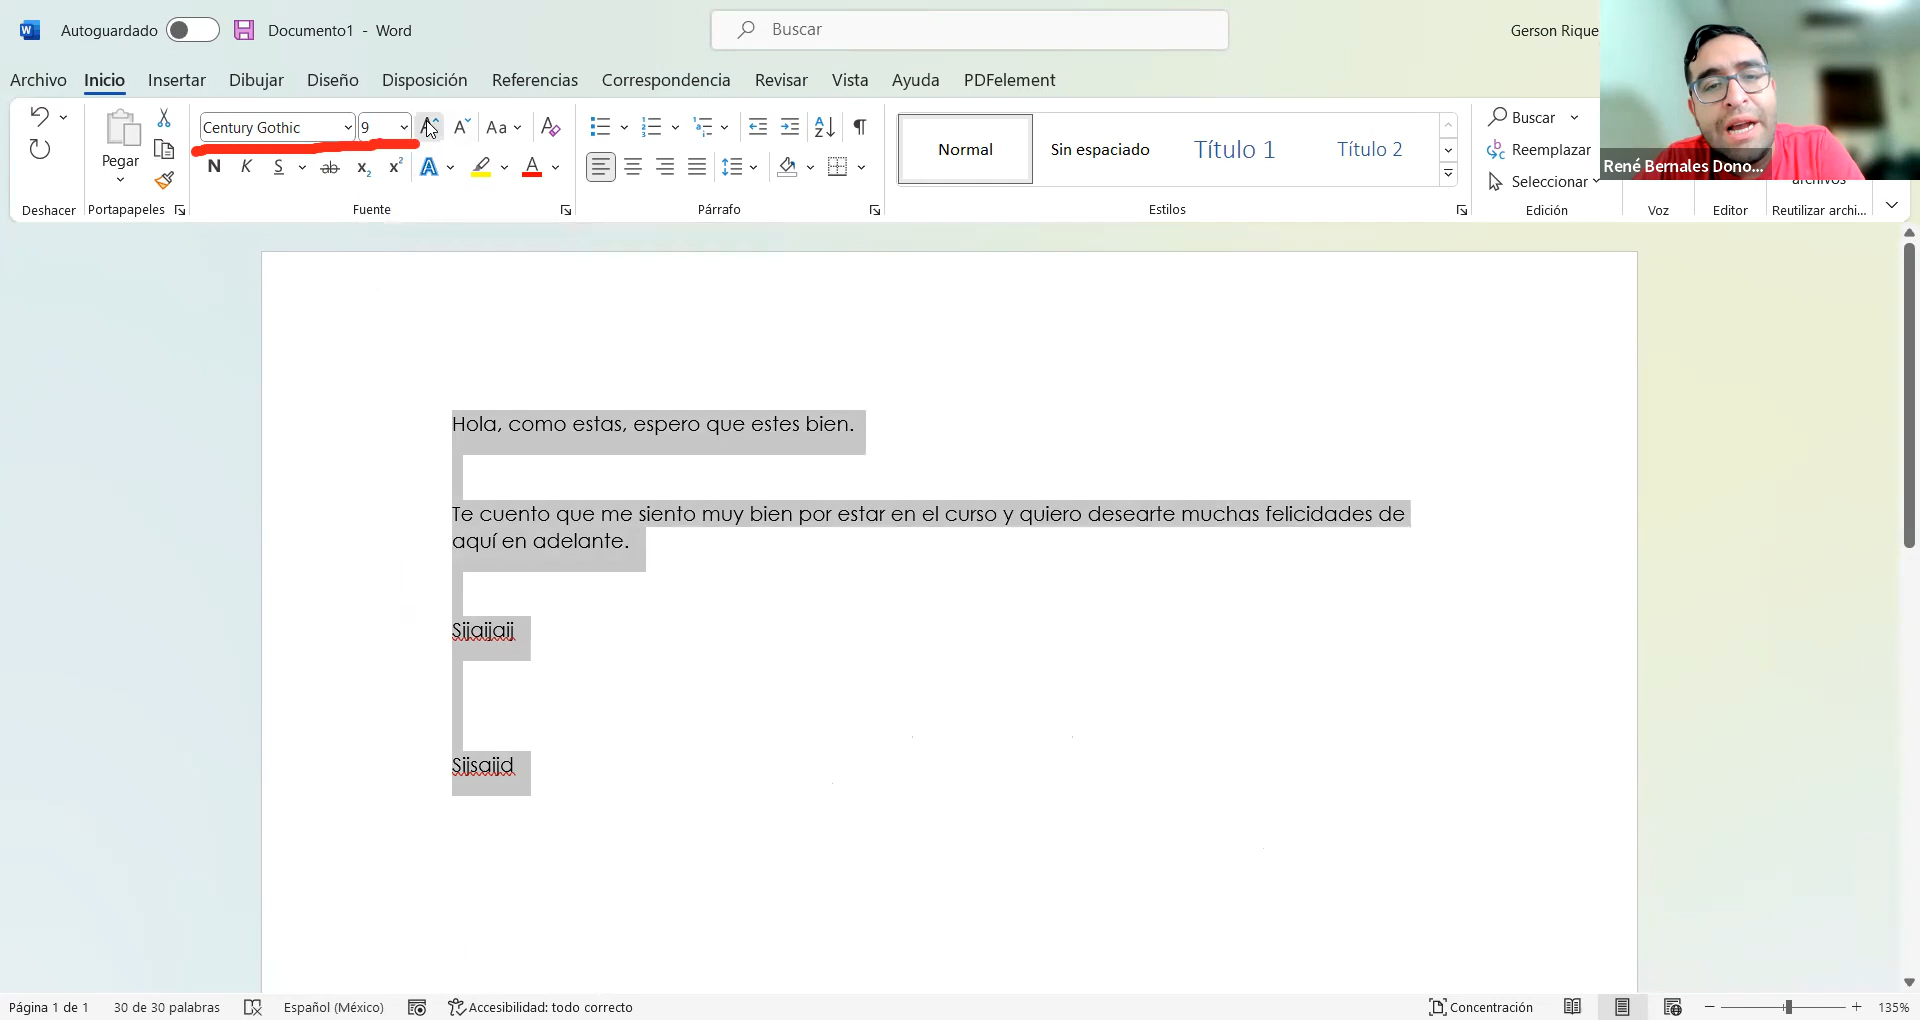 Autoguardado
Documento1 - Word
Buscar
Gerson Rique
Archivo Inicio Insertar Dibujar Diseño Disposición Referencias Correspondencia Revisar Vista Ayuda PDFelement
Century Gothic 9
Aa
Pegar
N K S ab x2 x2 A A
Normal
Sin espaciado
Título 1
Título 2
Buscar
Reemplazar
Seleccionar
René Bernales Dono...
archivos
Deshacer Portapapeles Fuente Párrafo Estilos Edición Voz Editor Reutilizar archi...
Hola, como estas, espero que estes bien.
Te cuento que me siento muy bien por estar en el curso y quiero desearte muchas felicidades de
aquí en adelante.
Sijaijaij
Sijsaijd
Página 1 de 1 30 de 30 palabras Español (México) Accesibilidad: todo correcto Concentración 135%